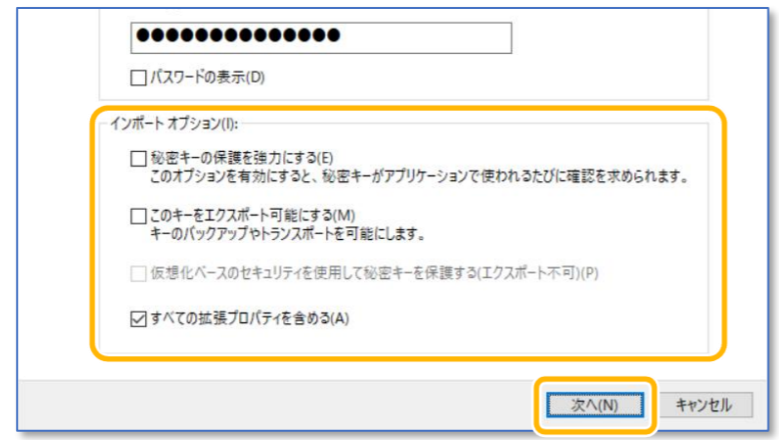 ●●●●●●●●●●●●●●
パスワードの表示(D)
インポート オプション(I):
秘密キーの保護を強力にする(E)
このオプションを有効にすると、秘密キーがアプリケーションで使われるたびに確認を求められます。
このキーをエクスポート可能にする(M)
キーのバックアップやトランスポートを可能にします。
仮想化ベースのセキュリティを使用して秘密キーを保護する(エクスポート不可)(P)
すべての拡張プロパティを含める(A)
次へ(N)
キャンセル